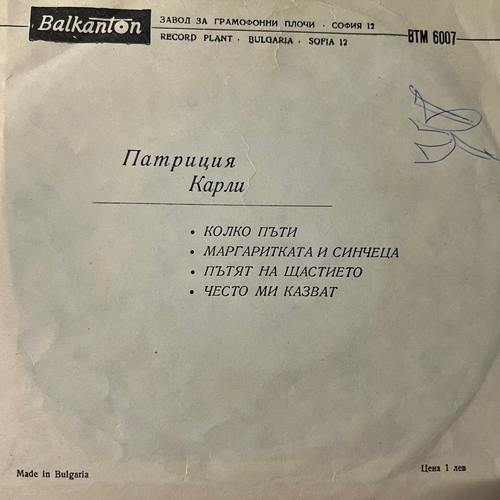 Balkanton
ЗАВОД ЗА ГРАМОФОННИ ПЛОЧИ · СОФИЯ 12
RECORD PLANT · BULGARIA · SOFIA 12
ВТМ 6007
Патриция
Карли
• КОЛКО ПЪТИ
• МАРГАРИТКАТА И СИНЧЕЦА
• ПЪТЯТ НА ЩАСТИЕТО
• ЧЕСТО МИ КАЗВАТ
Made in Bulgaria
Цена 1 лев